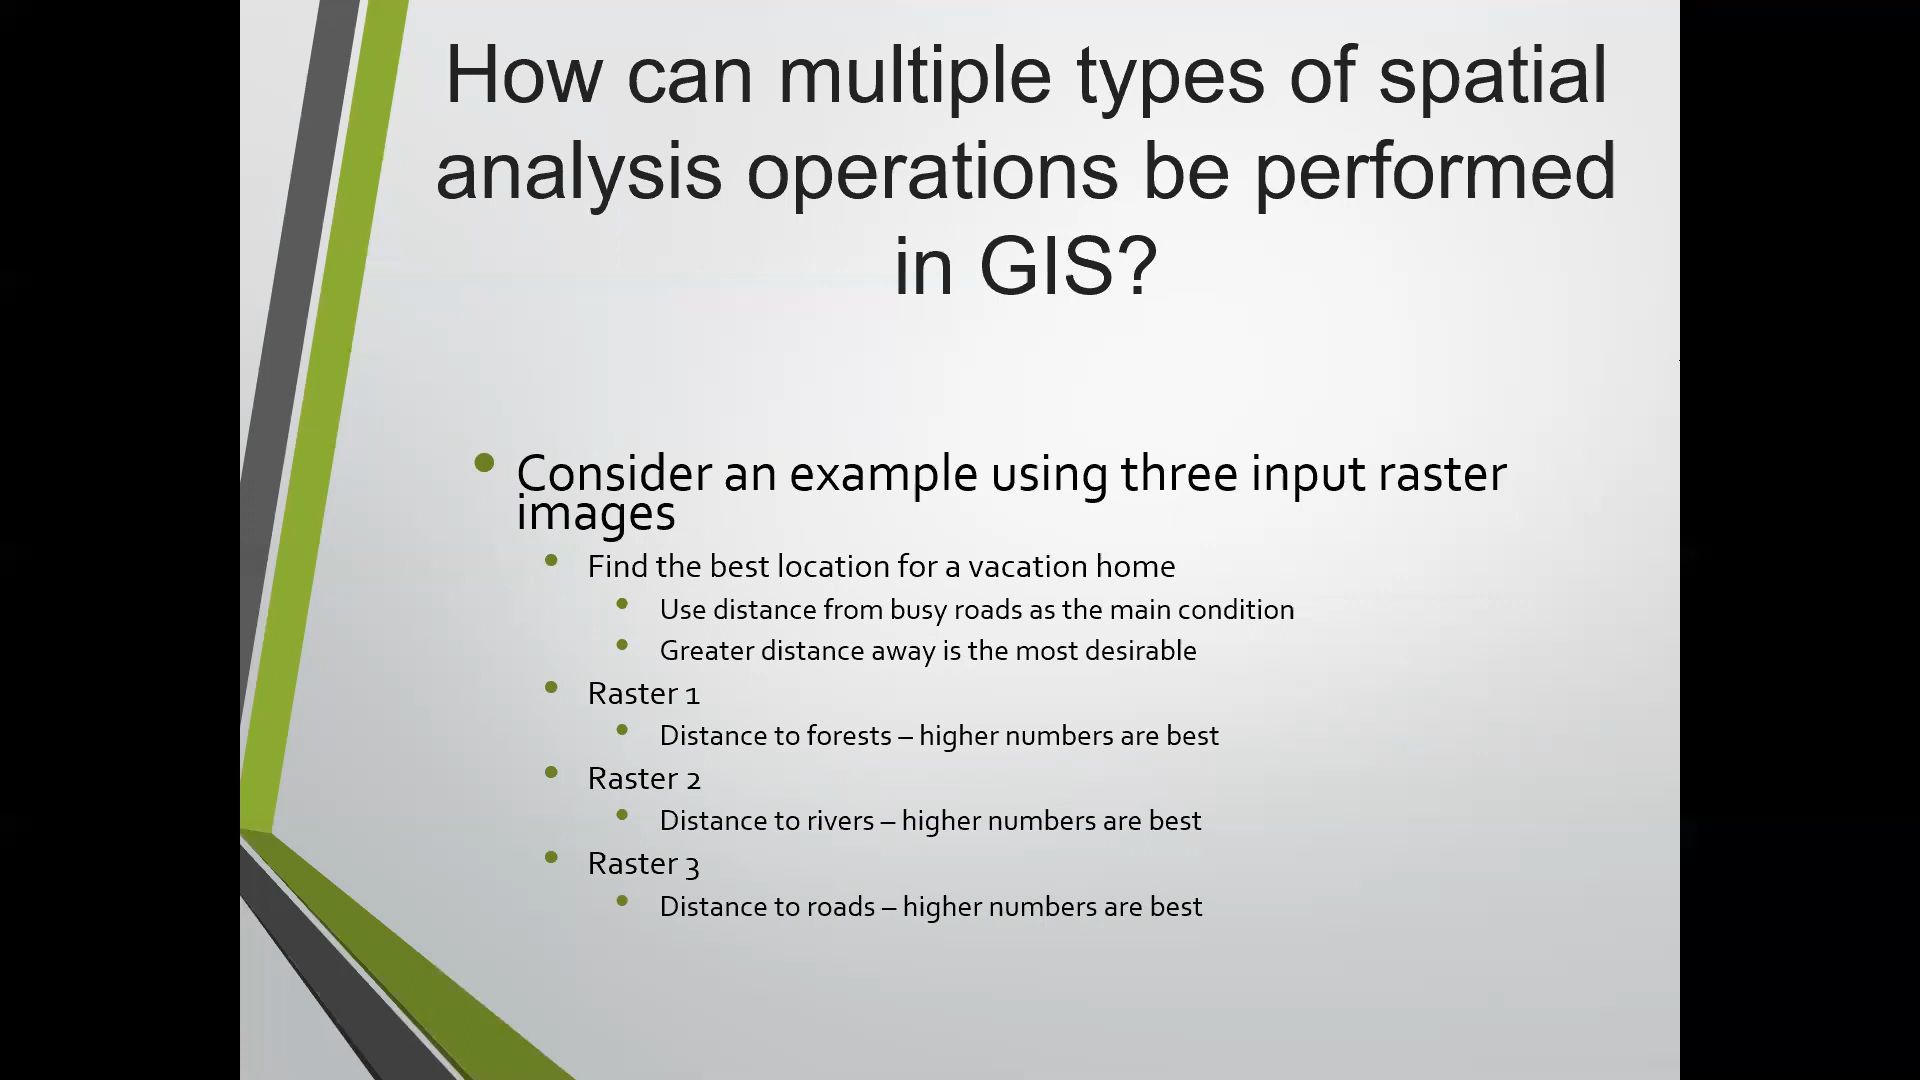 How can multiple types of spatial
analysis operations be performed
in GIS?
Consider an example using three input raster
images
Find the best location for a vacation home
Use distance from busy roads as the main condition
Greater distance away is the most desirable
Raster 1
Distance to forests – higher numbers are best
Raster 2
Distance to rivers – higher numbers are best
Raster 3
Distance to roads – higher numbers are best